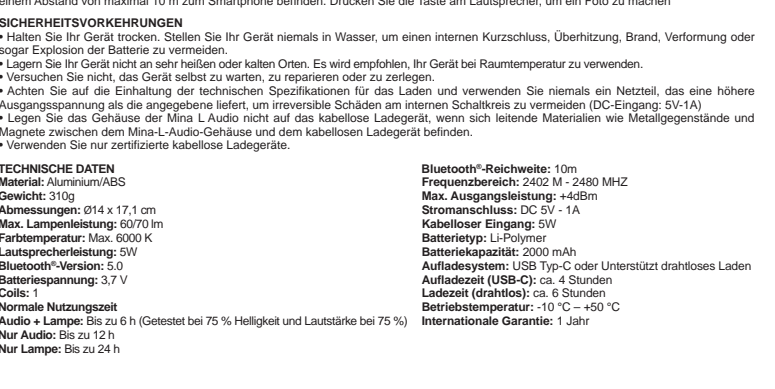 einem Abstand von maximal 10 m zum Smartphone befinden. Drücken Sie die Taste am Lautsprecher, um ein Foto zu machen
SICHERHEITSVORKEHRUNGEN
• Halten Sie Ihr Gerät trocken. Stellen Sie Ihr Gerät niemals in Wasser, um einen internen Kurzschluss, Überhitzung, Brand, Verformung oder
sogar Explosion der Batterie zu vermeiden.
• Lagern Sie Ihr Gerät nicht an sehr heißen oder kalten Orten. Es wird empfohlen, Ihr Gerät bei Raumtemperatur zu verwenden.
• Versuchen Sie nicht, das Gerät selbst zu warten, zu reparieren oder zu zerlegen.
• Achten Sie auf die Einhaltung der technischen Spezifikationen für das Laden und verwenden Sie niemals ein Netzteil, das eine höhere
Ausgangsspannung als die angegebene liefert, um irreversible Schäden am internen Schaltkreis zu vermeiden (DC-Eingang: 5V-1A)
• Legen Sie das Gehäuse der Mina L Audio nicht auf das kabellose Ladegerät, wenn sich leitende Materialien wie Metallgegenstände und
Magnete zwischen dem Mina-L-Audio-Gehäuse und dem kabellosen Ladegerät befinden.
• Verwenden Sie nur zertifizierte kabellose Ladegeräte.
TECHNISCHE DATEN
Material: Aluminium/ABS
Gewicht: 310g
Abmessungen: Ø14 x 17,1 cm
Max. Lampenleistung: 60/70 lm
Farbtemperatur: Max. 6000 K
Lautsprecherleistung: 5W
Bluetooth®-Version: 5.0
Batteriespannung: 3,7 V
Coils: 1
Normale Nutzungszeit
Audio + Lampe: Bis zu 6 h (Getestet bei 75 % Helligkeit und Lautstärke bei 75 %)
Nur Audio: Bis zu 12 h
Nur Lampe: Bis zu 24 h
Bluetooth®-Reichweite: 10m
Frequenzbereich: 2402 M - 2480 MHZ
Max. Ausgangsleistung: +4dBm
Stromanschluss: DC 5V - 1A
Kabelloser Eingang: 5W
Batterietyp: Li-Polymer
Batteriekapazität: 2000 mAh
Aufladesystem: USB Typ-C oder Unterstützt drahtloses Laden
Aufladezeit (USB-C): ca. 4 Stunden
Ladezeit (drahtlos): ca. 6 Stunden
Betriebstemperatur: -10 °C – +50 °C
Internationale Garantie: 1 Jahr